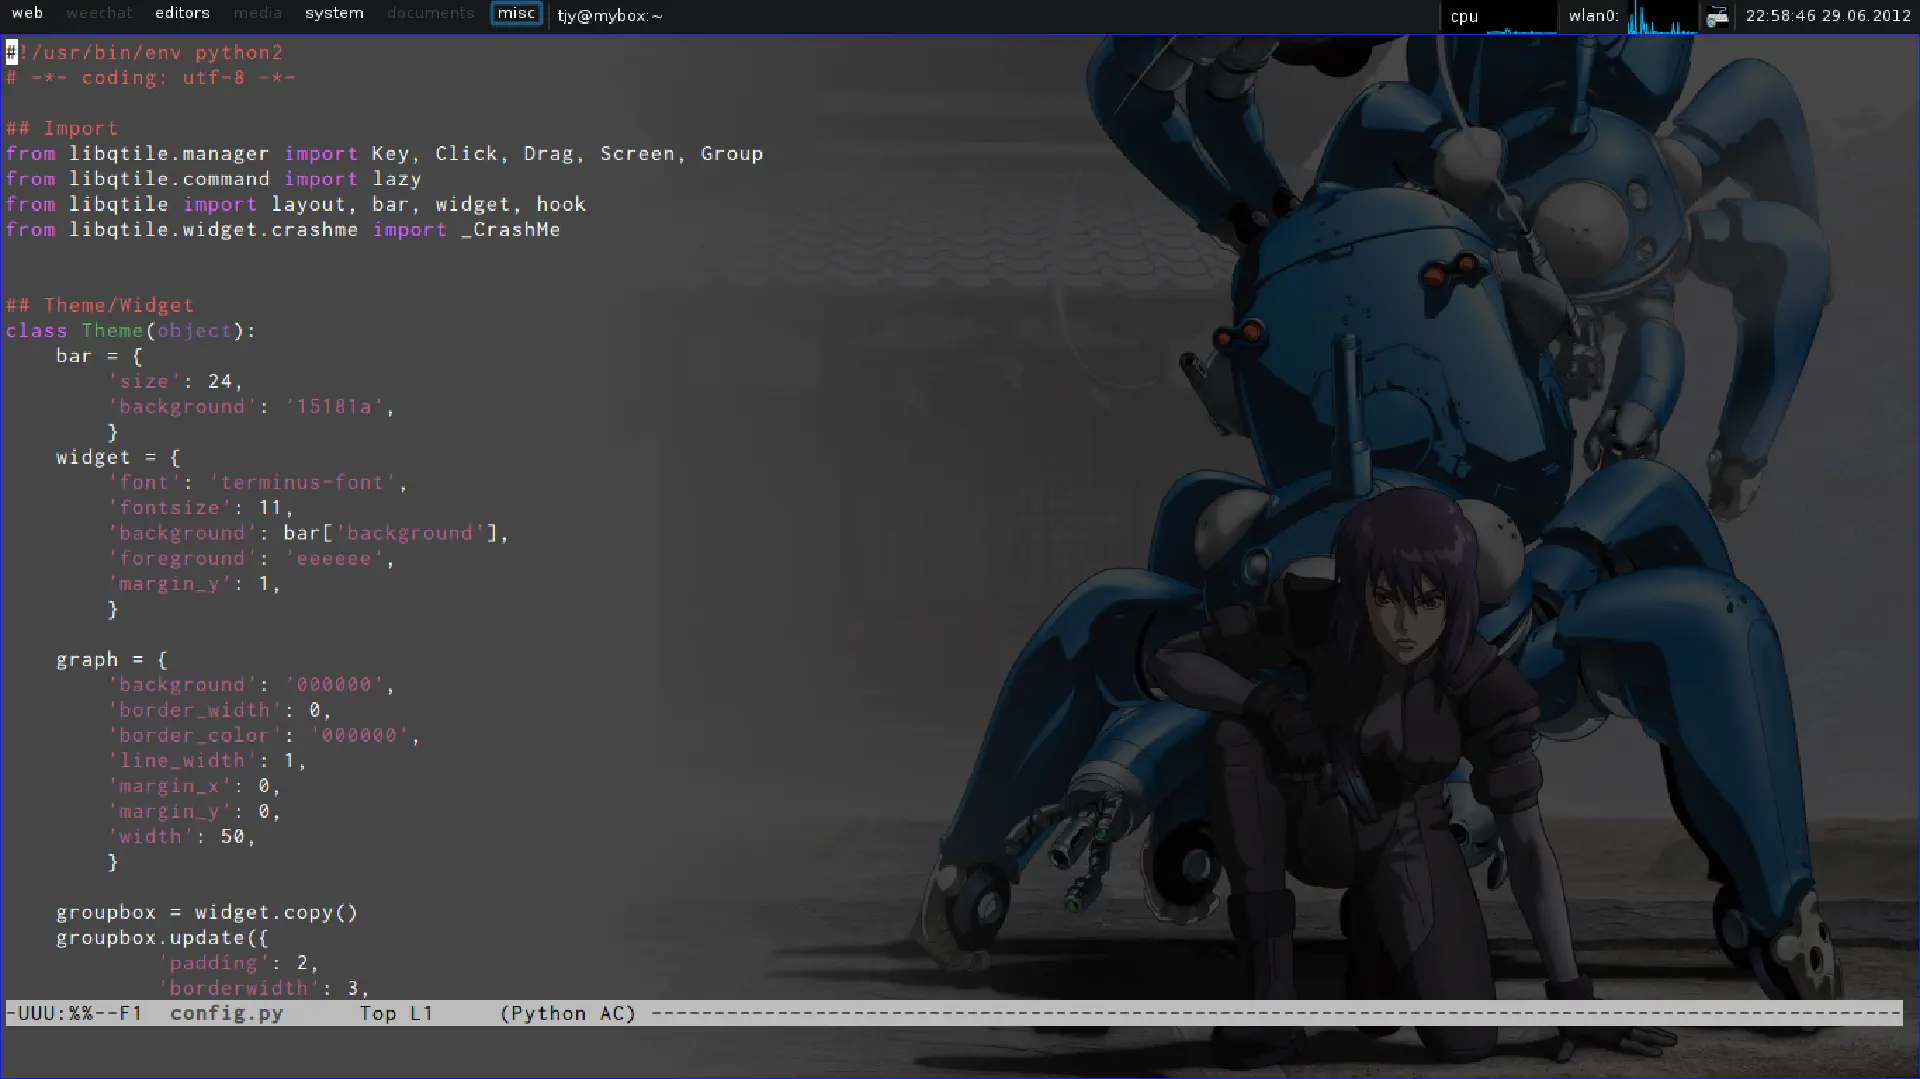 web weechat editors media system documents misc tjy@mybox:~ cpu wlan0: 22:58:46 29.06.2012
#!/usr/bin/env python2
# -*- coding: utf-8 -*-
## Import
from libqtile.manager import Key, Click, Drag, Screen, Group
from libqtile.command import lazy
from libqtile import layout, bar, widget, hook
from libqtile.widget.crashme import _CrashMe
## Theme/Widget
class Theme(object):
    bar = {
        'size': 24,
        'background': '15181a',
        }
    widget = {
        'font': 'terminus-font',
        'fontsize': 11,
        'background': bar['background'],
        'foreground': 'eeeeee',
        'margin_y': 1,
        }
    graph = {
        'background': '000000',
        'border_width': 0,
        'border_color': '000000',
        'line_width': 1,
        'margin_x': 0,
        'margin_y': 0,
        'width': 50,
        }
    groupbox = widget.copy()
    groupbox.update({
            'padding': 2,
            'borderwidth': 3,
-UUU:%%--F1  config.py      Top L1     (Python AC) ----------------------------------------------------------------------------------------------------